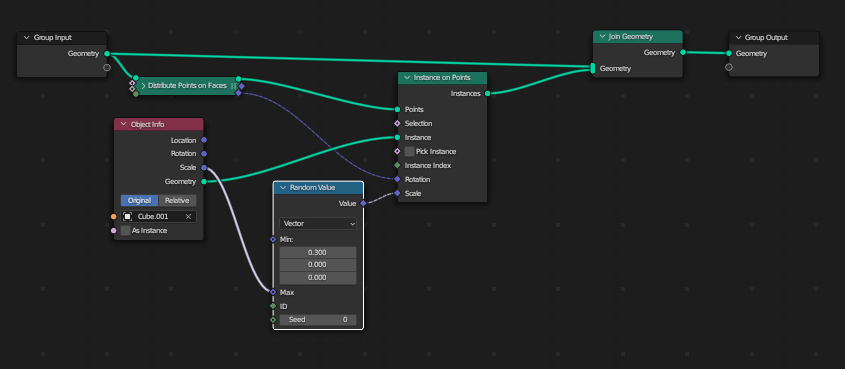 Group Input
Geometry
Distribute Points on Faces
Object Info
Location
Rotation
Scale
Geometry
Original Relative
Cube.001
As Instance
Random Value
Value
Vector
Min:
0.300
0.000
0.000
Max
ID
Seed 0
Instance on Points
Instances
Points
Selection
Instance
Pick Instance
Instance Index
Rotation
Scale
Join Geometry
Geometry
Geometry
Group Output
Geometry